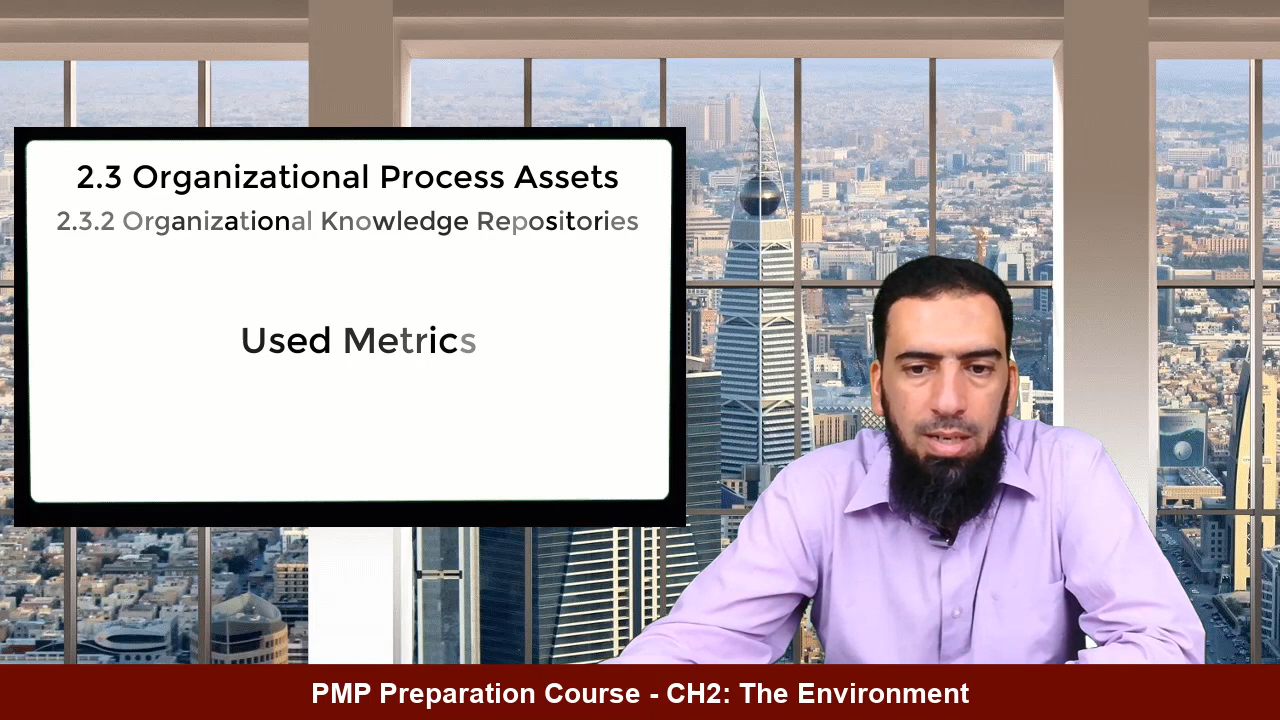 2.3 Organizational Process Assets
2.3.2 Organizational Knowledge Repositories
Used Metrics
PMP Preparation Course - CH2: The Environment